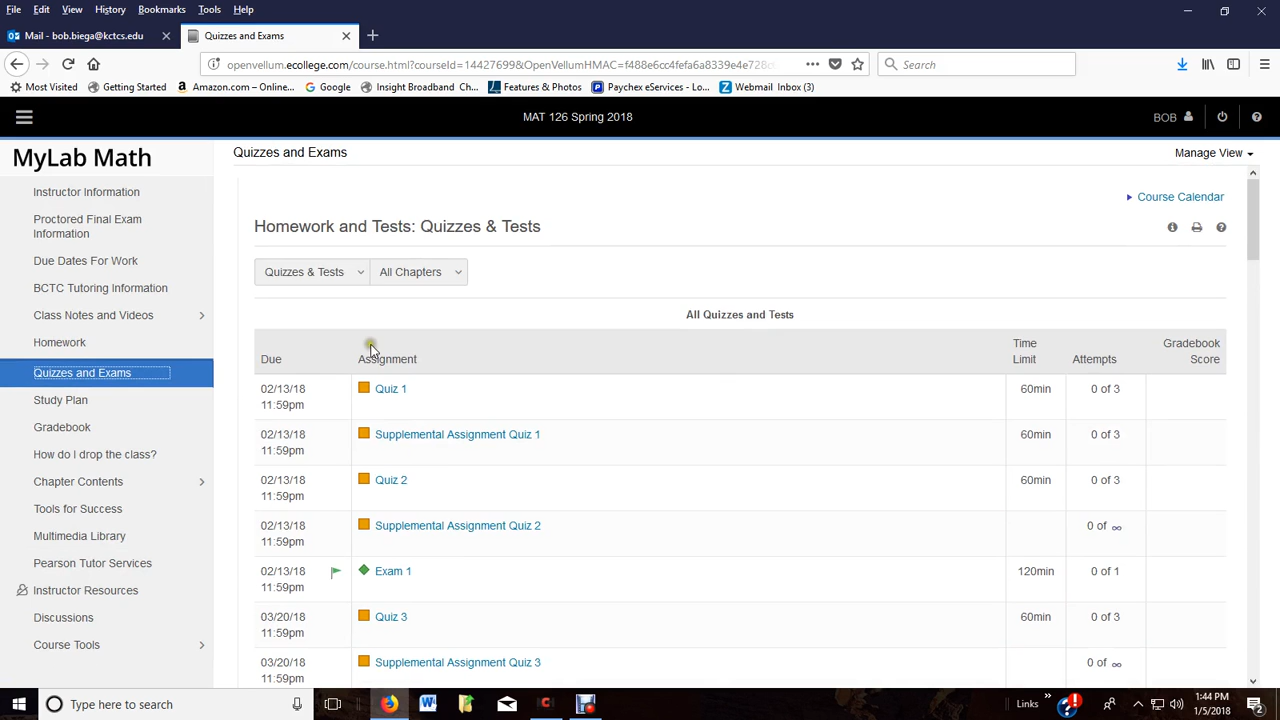 File Edit View History Bookmarks Tools Help
Mail - bob.biega@kctcs.edu
Quizzes and Exams
openvellum.ecollege.com/course.html?courseId=14427699&OpenVellumHMAC=f488e6cc4fefa6a8339e4e728d
Search
Most Visited Getting Started Amazon.com – Online... Google Insight Broadband Ch... Features & Photos Paychex eServices - Lo... Webmail Inbox (3)
MAT 126 Spring 2018
BOB
MyLab Math
Quizzes and Exams
Manage View
Instructor Information
Proctored Final Exam
Information
Due Dates For Work
BCTC Tutoring Information
Class Notes and Videos
Homework
Quizzes and Exams
Study Plan
Gradebook
How do I drop the class?
Chapter Contents
Tools for Success
Multimedia Library
Pearson Tutor Services
Instructor Resources
Discussions
Course Tools
Course Calendar
Homework and Tests: Quizzes & Tests
Quizzes & Tests All Chapters
All Quizzes and Tests
Due Assignment Time Limit Attempts Gradebook Score
02/13/18 11:59pm Quiz 1 60min 0 of 3
02/13/18 11:59pm Supplemental Assignment Quiz 1 60min 0 of 3
02/13/18 11:59pm Quiz 2 60min 0 of 3
02/13/18 11:59pm Supplemental Assignment Quiz 2 0 of ∞
02/13/18 11:59pm Exam 1 120min 0 of 1
03/20/18 11:59pm Quiz 3 60min 0 of 3
03/20/18 11:59pm Supplemental Assignment Quiz 3 0 of ∞
Type here to search
Links
1:44 PM
1/5/2018